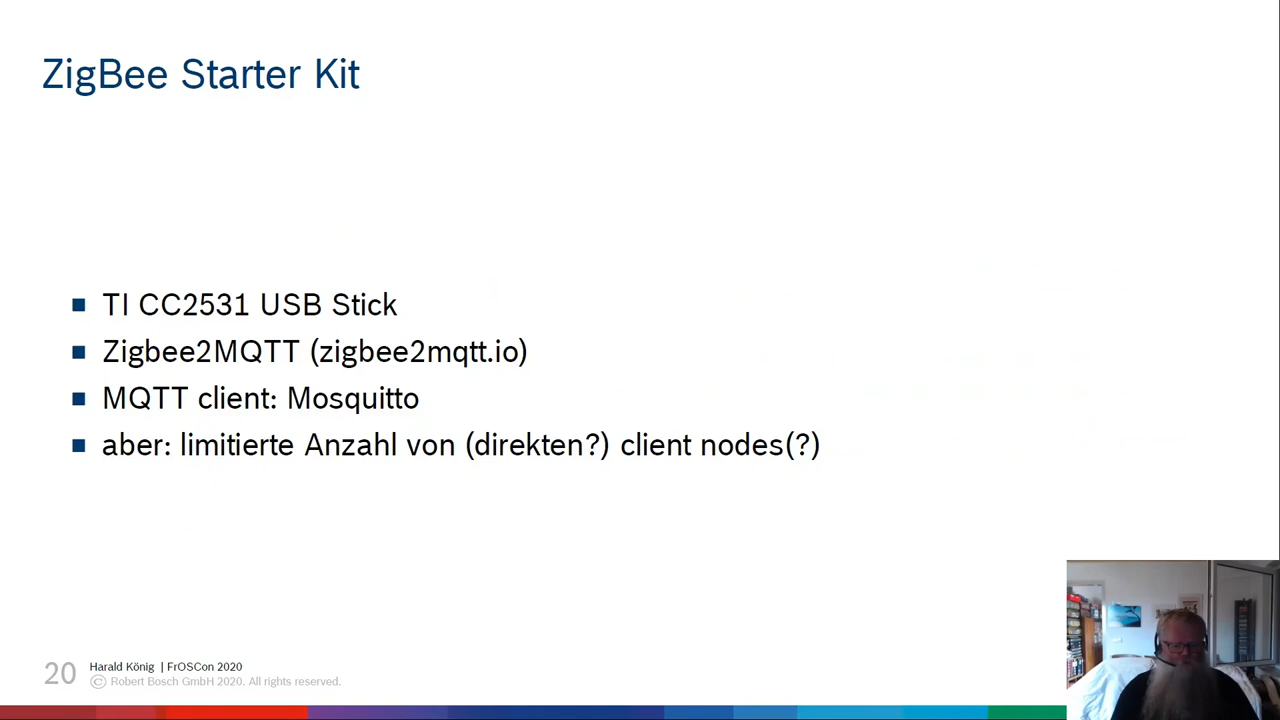 ZigBee Starter Kit
TI CC2531 USB Stick
Zigbee2MQTT (zigbee2mqtt.io)
MQTT client: Mosquitto
aber: limitierte Anzahl von (direkten?) client nodes(?)
20
Harald König | FrOSCon 2020
© Robert Bosch GmbH 2020. All rights reserved.